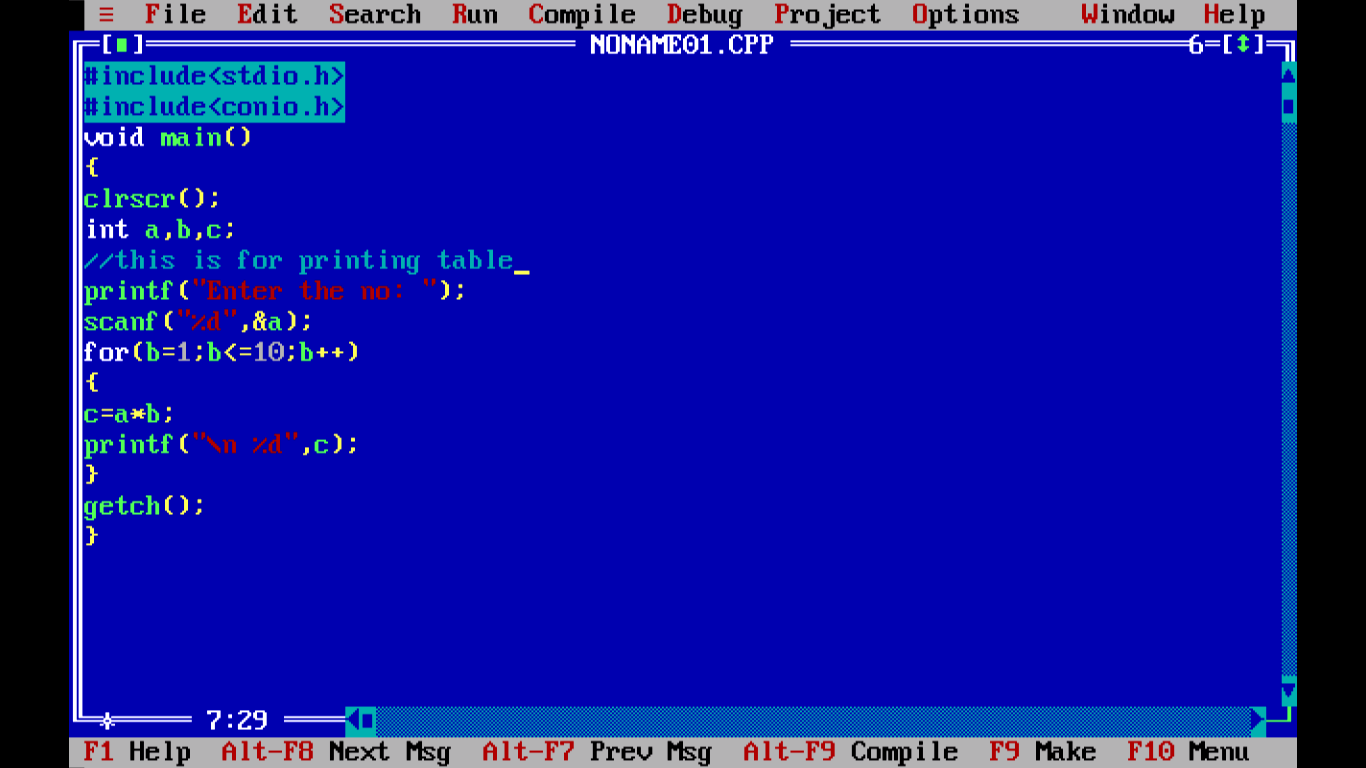 ≡ File Edit Search Run Compile Debug Project Options Window Help
[■] NONAME01.CPP 6=[↕]
#include<stdio.h>
#include<conio.h>
void main()
{
clrscr();
int a,b,c;
//this is for printing table_
printf("Enter the no: ");
scanf("%d",&a);
for(b=1;b<=10;b++)
{
c=a*b;
printf("\n %d",c);
}
getch();
}
7:29
F1 Help Alt-F8 Next Msg Alt-F7 Prev Msg Alt-F9 Compile F9 Make F10 Menu